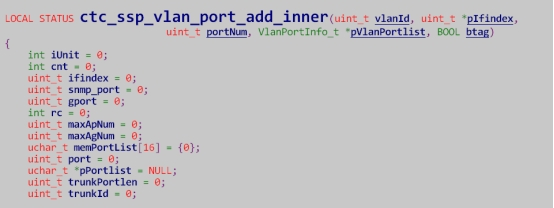 LOCAL STATUS ctc_ssp_vlan_port_add_inner(uint_t vlanId, uint_t *pIfindex,
uint_t portNum, VlanPortInfo_t *pVlanPortlist, BOOL btag)
{
int iUnit = 0;
int cnt = 0;
uint_t ifindex = 0;
uint_t snmp_port = 0;
uint_t gport = 0;
int rc = 0;
uint_t maxApNum = 0;
uint_t maxAgNum = 0;
uchar_t memPortList[16] = {0};
uint_t port = 0;
uchar_t *pPortlist = NULL;
uint_t trunkPortlen = 0;
uint_t trunkId = 0;